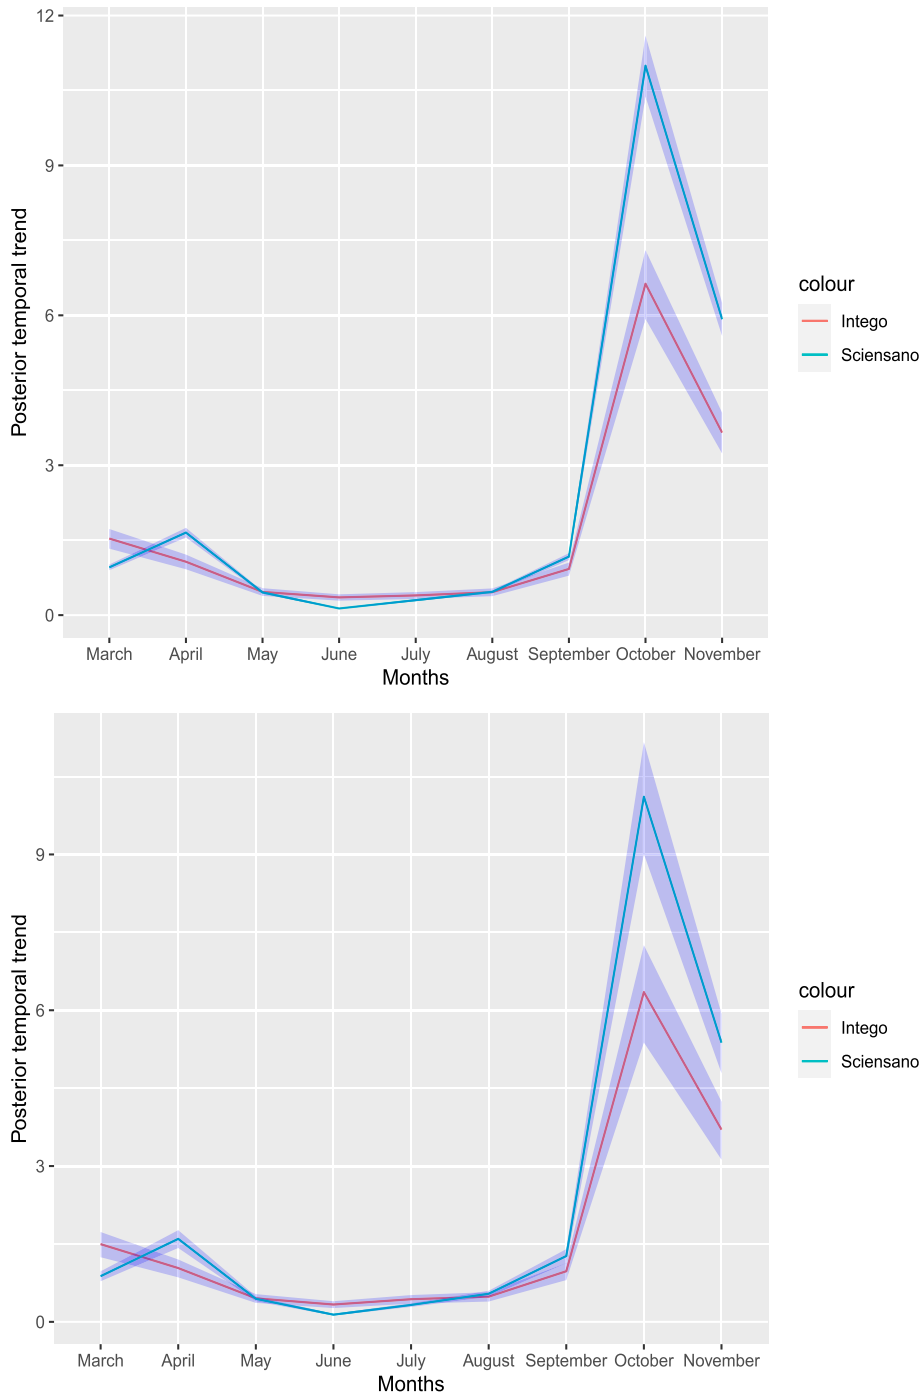 12
9
6
3
0
Posterior temporal trend
March April May June July August September October November
Months
colour
Intego
Sciensano
9
6
3
0
Posterior temporal trend
March April May June July August September October November
Months
colour
Intego
Sciensano